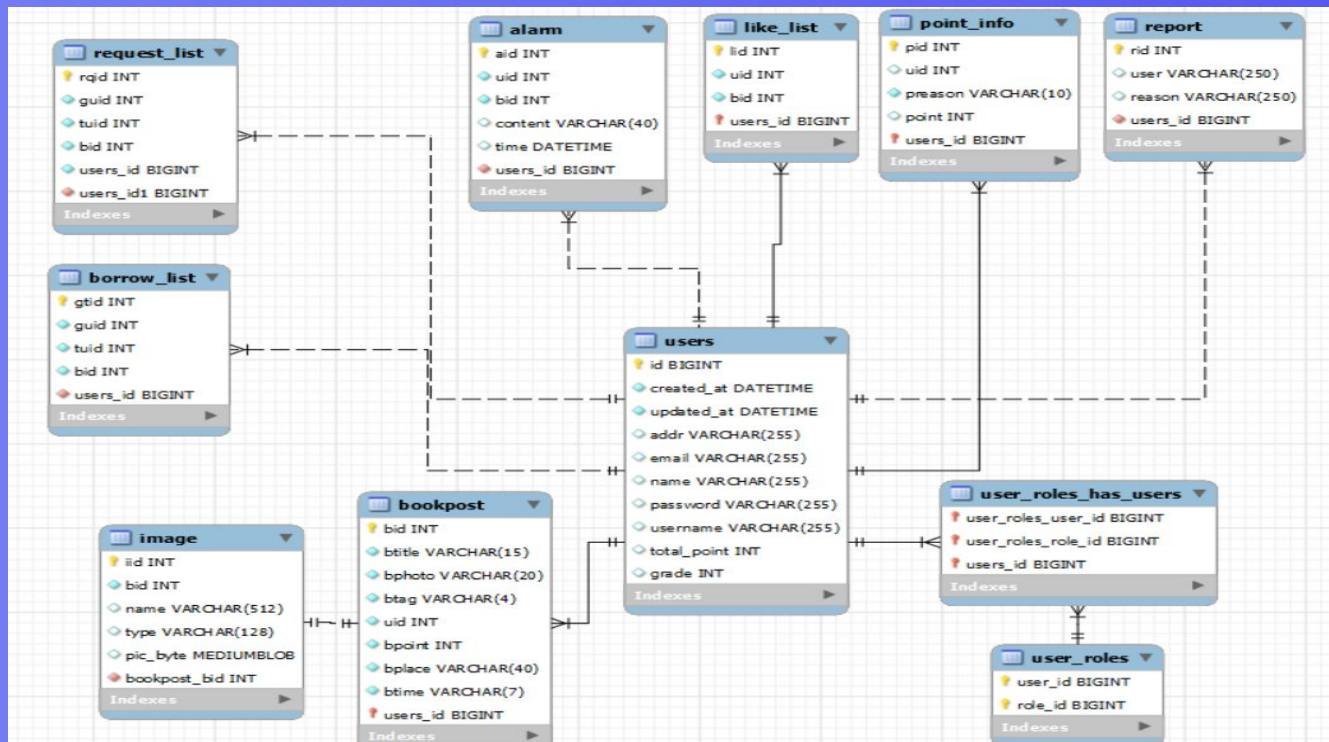 request_list
rqid INT
guid INT
tuid INT
bid INT
users_id BIGINT
users_id1 BIGINT
Indexes
alarm
aid INT
uid INT
bid INT
content VARCHAR(40)
time DATETIME
users_id BIGINT
Indexes
like_list
lid INT
uid INT
bid INT
users_id BIGINT
Indexes
point_info
pid INT
uid INT
preason VARCHAR(10)
point INT
users_id BIGINT
Indexes
report
rid INT
user VARCHAR(250)
reason VARCHAR(250)
users_id BIGINT
Indexes
borrow_list
gtid INT
guid INT
tuid INT
bid INT
users_id BIGINT
Indexes
users
id BIGINT
created_at DATETIME
updated_at DATETIME
addr VARCHAR(255)
email VARCHAR(255)
name VARCHAR(255)
password VARCHAR(255)
username VARCHAR(255)
total_point INT
grade INT
Indexes
image
iid INT
bid INT
name VARCHAR(512)
type VARCHAR(128)
pic_byte MEDIUMBLOB
bookpost_bid INT
Indexes
bookpost
bid INT
btitle VARCHAR(15)
bphoto VARCHAR(20)
btag VARCHAR(4)
uid INT
bpoint INT
bplace VARCHAR(40)
btime VARCHAR(7)
users_id BIGINT
Indexes
user_roles_has_users
user_roles_user_id BIGINT
user_roles_role_id BIGINT
users_id BIGINT
Indexes
user_roles
user_id BIGINT
role_id BIGINT